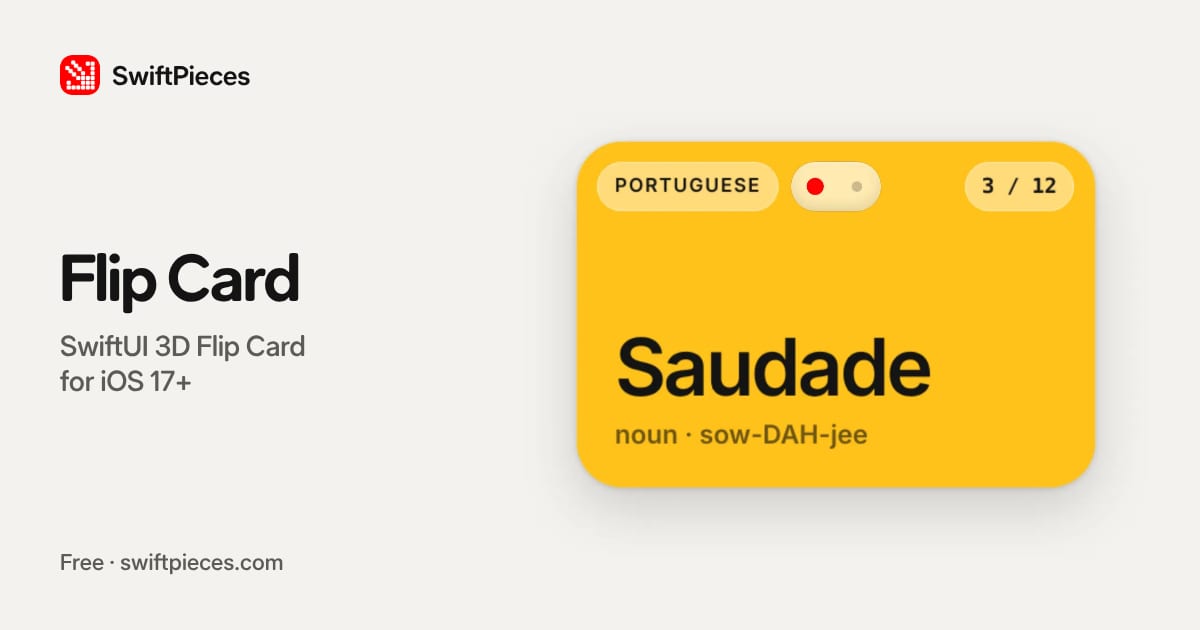 SwiftPieces
Flip Card
SwiftUI 3D Flip Card
for iOS 17+
Free · swiftpieces.com
PORTUGUESE
3 / 12
Saudade
noun · sow-DAH-jee